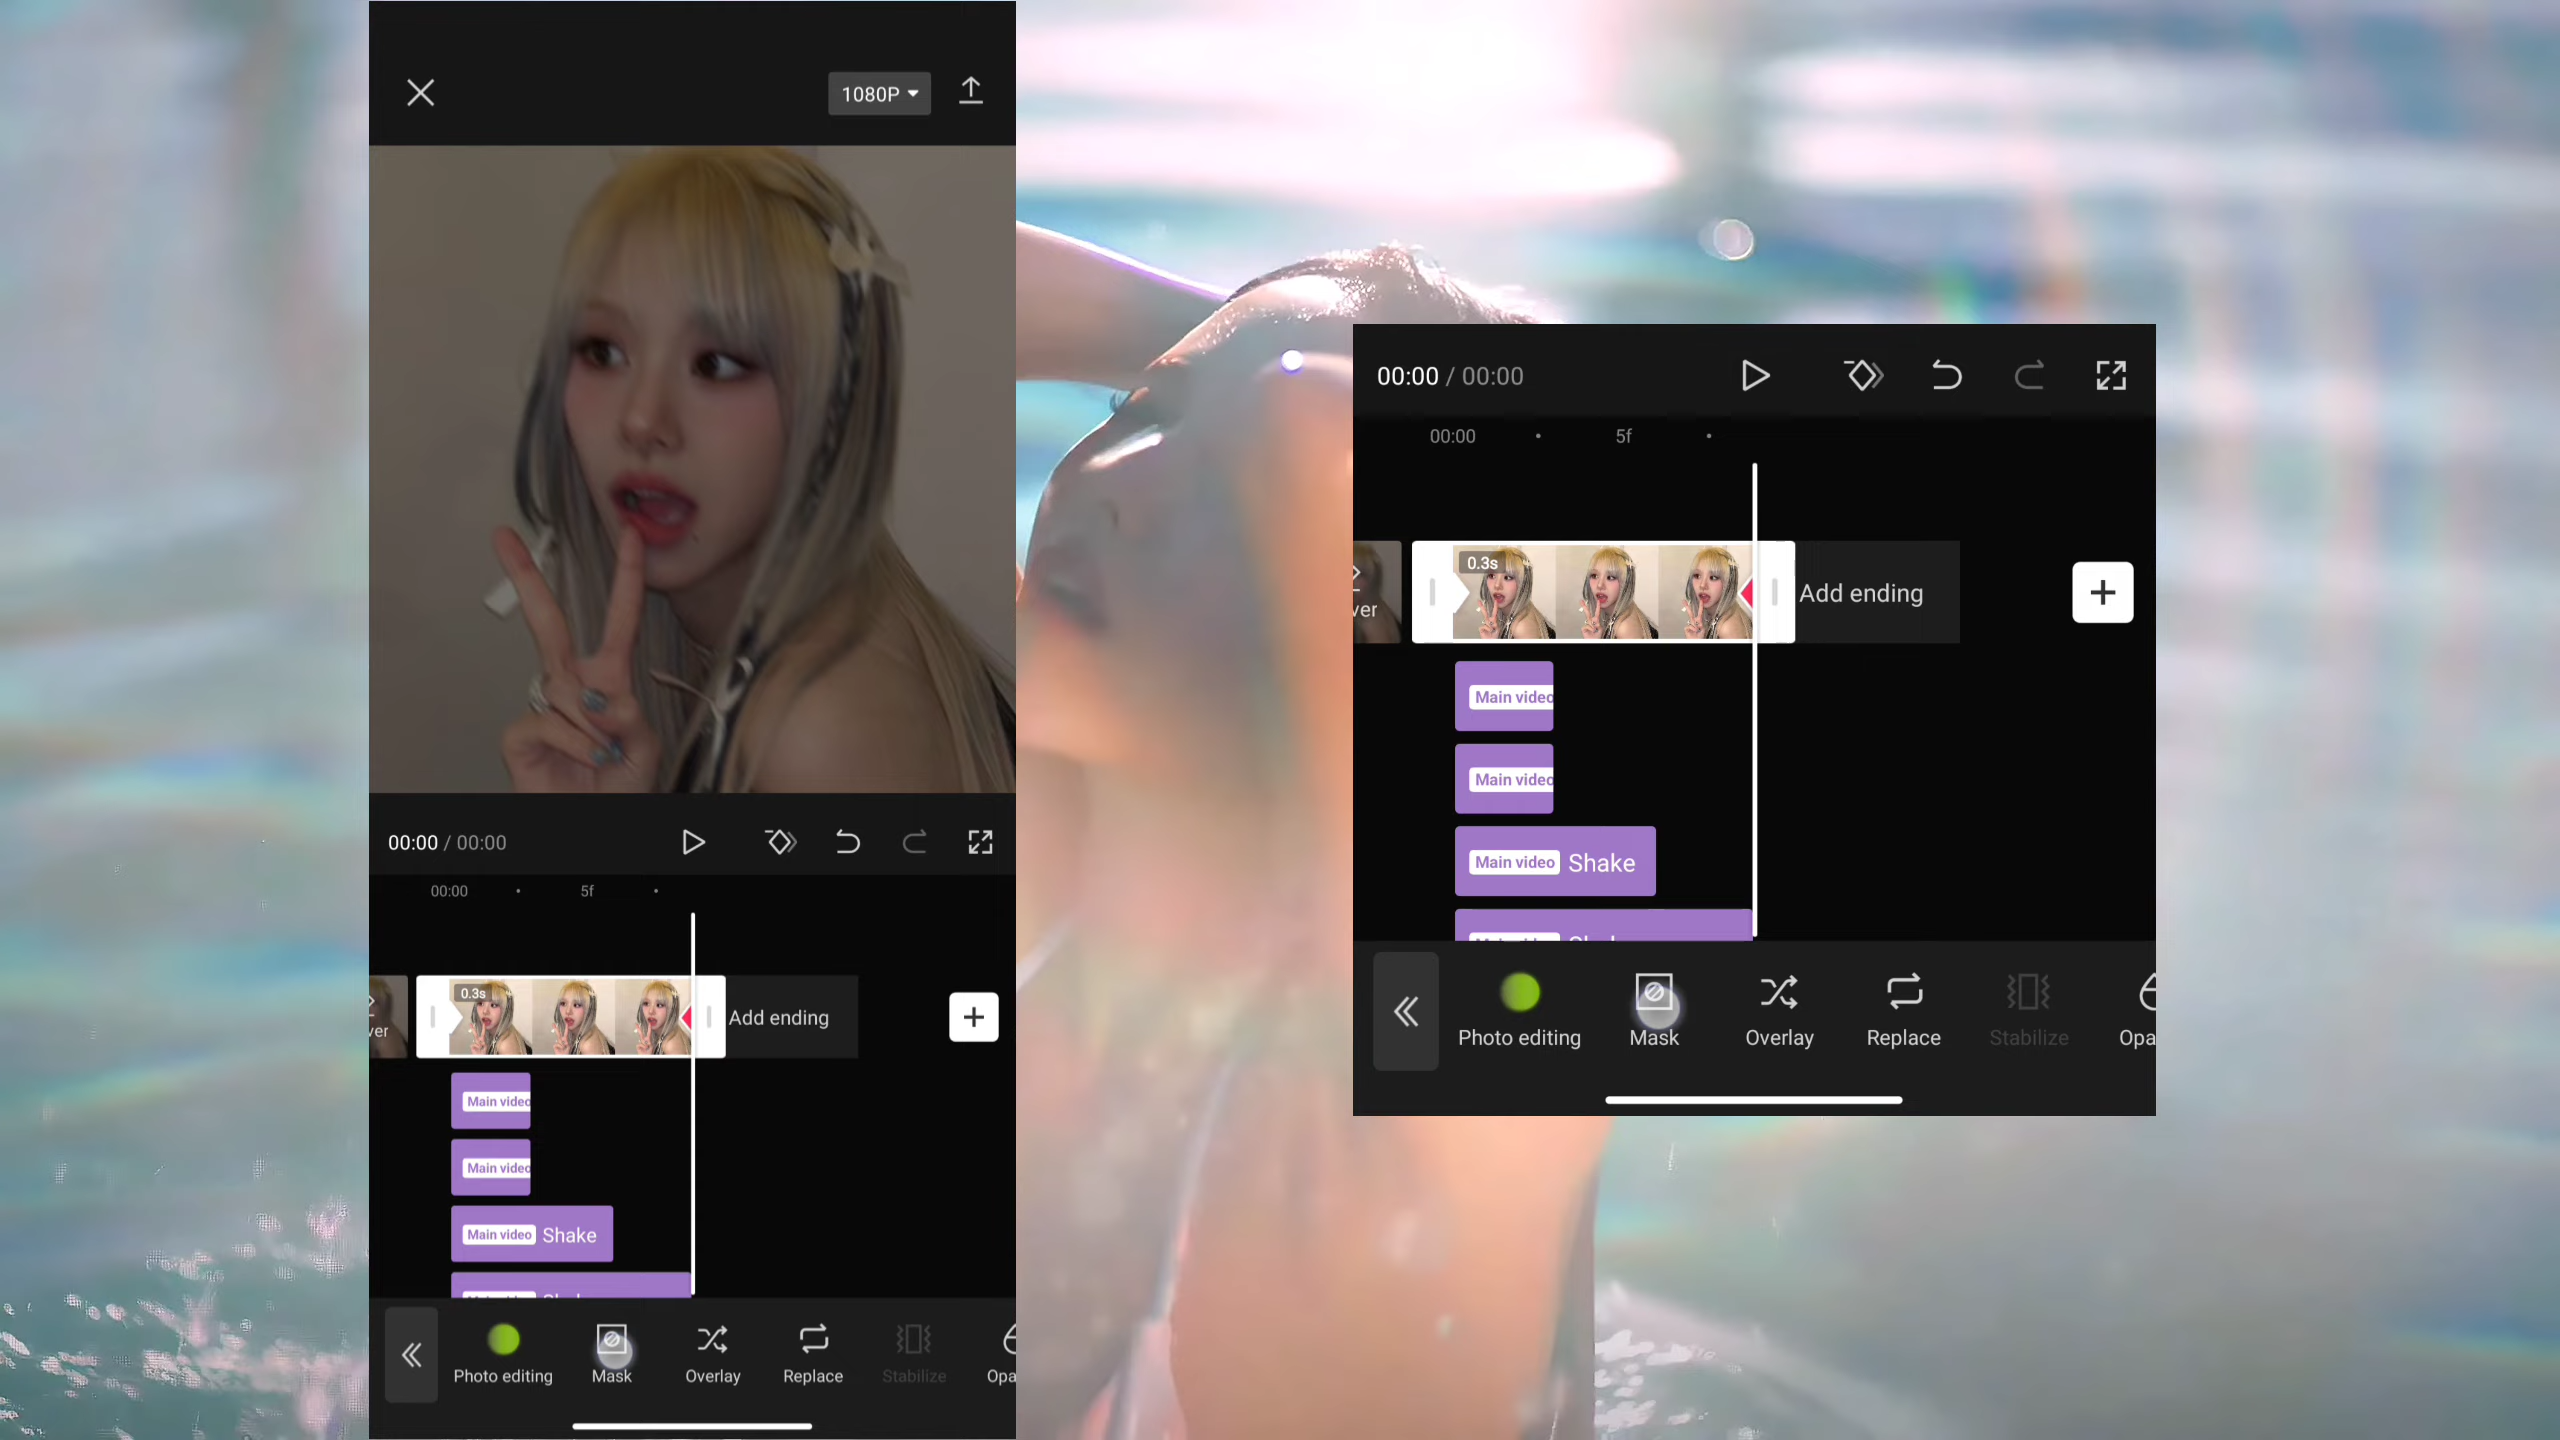 1080P
00:00 / 00:00
00:00
5f
ver
0.3s
Add ending
Main video
Main video
Main video Shake
Photo editing
Mask
Overlay
Replace
Stabilize
Opa
00:00 / 00:00
00:00
5f
ver
0.3s
Add ending
Main video
Main video
Main video Shake
Photo editing
Mask
Overlay
Replace
Stabilize
Opa